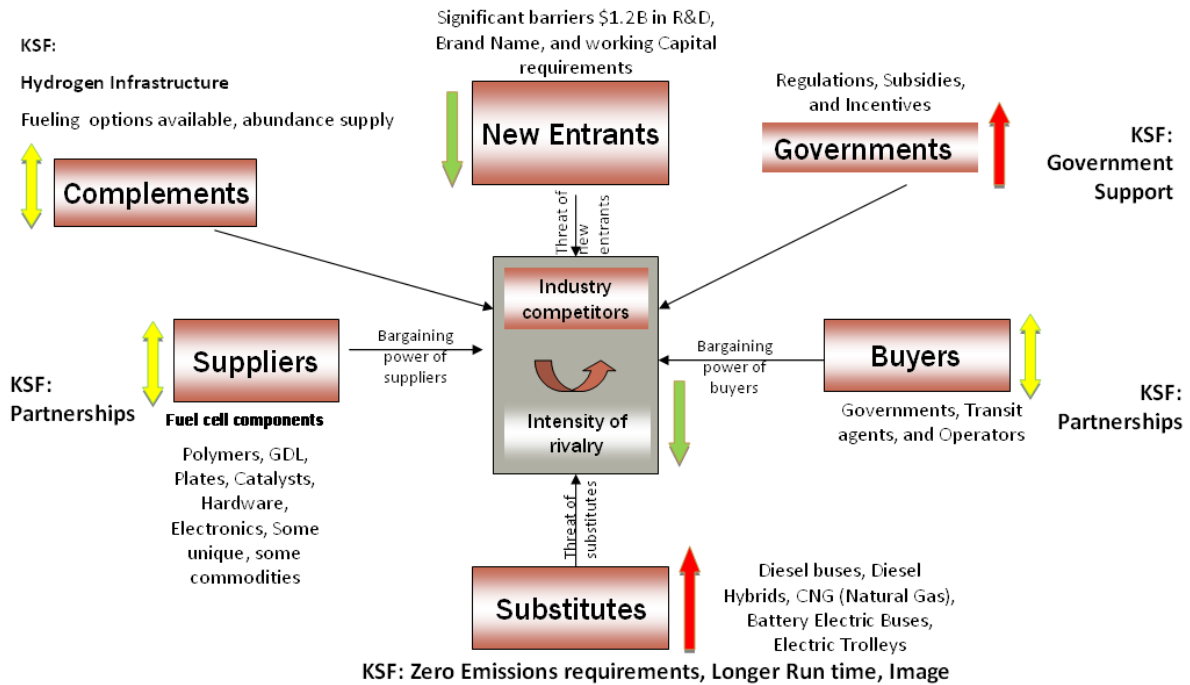 Significant barriers $1.2B in R&D,
Brand Name, and working Capital
requirements
KSF:
Hydrogen Infrastructure
Fueling options available, abundance supply
Complements
New Entrants
Regulations, Subsidies,
and Incentives
Governments
KSF:
Government
Support
Threat of
new
entrants
Industry
competitors
Intensity of
rivalry
KSF:
Partnerships
Suppliers
Bargaining
power of
suppliers
Fuel cell components
Polymers, GDL,
Plates, Catalysts,
Hardware,
Electronics, Some
unique, some
commodities
Bargaining
power of
buyers
Buyers
Governments, Transit
agents, and Operators
KSF:
Partnerships
Threat of
substitutes
Substitutes
Diesel buses, Diesel
Hybrids, CNG (Natural Gas),
Battery Electric Buses,
Electric Trolleys
KSF: Zero Emissions requirements, Longer Run time, Image